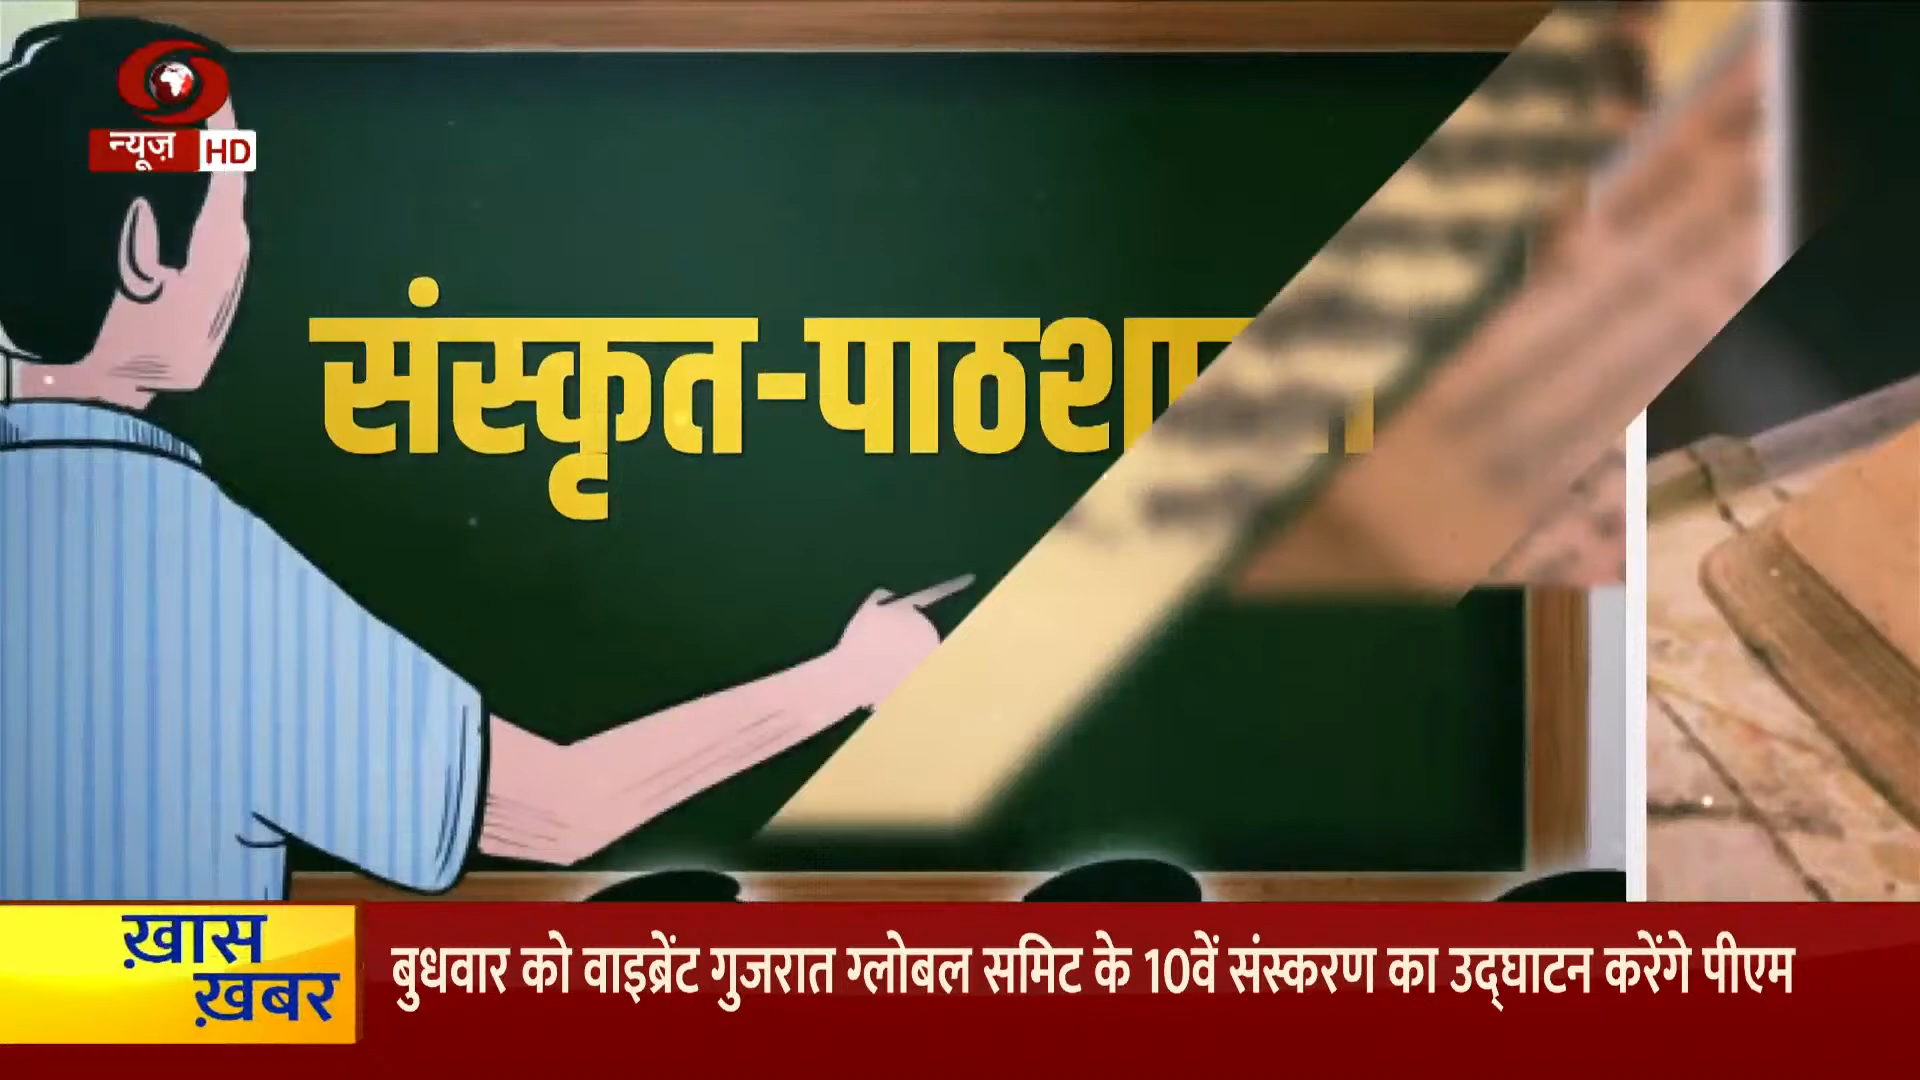 न्यूज़ HD
संस्कृत-पाठशाला
ख़ास
ख़बर
बुधवार को वाइब्रेंट गुजरात ग्लोबल समिट के 10वें संस्करण का उद्घाटन करेंगे पीएम